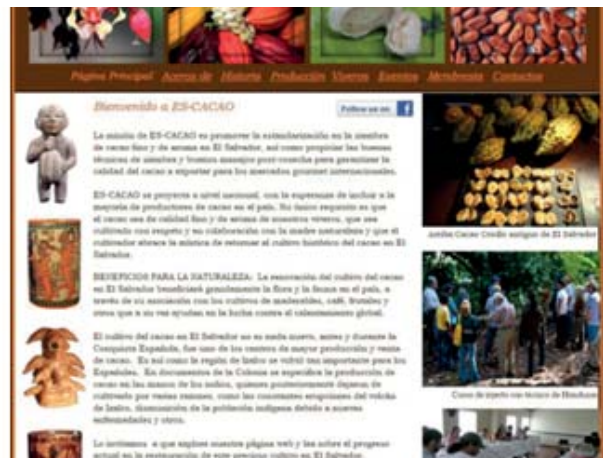 Página Principal Acerca de Historia Producción Viveros Eventos Membresía Contactos
Bienvenido a ES-CACAO
Follow us on f
La misión de ES-CACAO es promover la estandarización en la siembra
de cacao fino y de aroma en El Salvador, así como propiciar las buenas
técnicas de siembra y buenos manejos post-cosecha para garantizar la
calidad del cacao a exportar para los mercados gourmet internacionales.
ES-CACAO se proyecta a nivel nacional, con la esperanza de incluir a la
mayoría de productores de cacao en el país. Su único requisito es que
el cacao sea de calidad fino y de aroma de nuestros viveros, que sea
cultivado con respeto y en colaboración con la madre naturaleza y que el
cultivador abrace la mística de retornar al cultivo histórico del cacao en El
Salvador.
BENEFICIOS PARA LA NATURALEZA: La renovación del cultivo del cacao
en El Salvador beneficiará grandemente la flora y la fauna en el país, a
través de su asociación con los cultivos de maderables, café, frutales y
otros que a su vez ayudan en la lucha contra el calentamiento global.
El cultivo del cacao en El Salvador no es nada nuevo, antes y durante la
Conquista Española, fue uno de los centros de mayor producción y venta
de cacao. Es así como la región de Izalco se volvió tan importante para los
Españoles. En documentos de la Colonia se especifica la producción de
cacao en las manos de los indios, quienes posteriormente dejaron de
cultivarlo por varias razones, como las constantes erupciones del volcán
de Izalco, disminución de la población indígena debido a nuevas
enfermedades y otros.
Lo invitamos a que explore nuestra página web y lea sobre el progreso
actual en la restauración de este precioso cultivo en El Salvador.
Cacao Criollo antiguo de El Salvador
Curso de injerto con técnico de Honduras